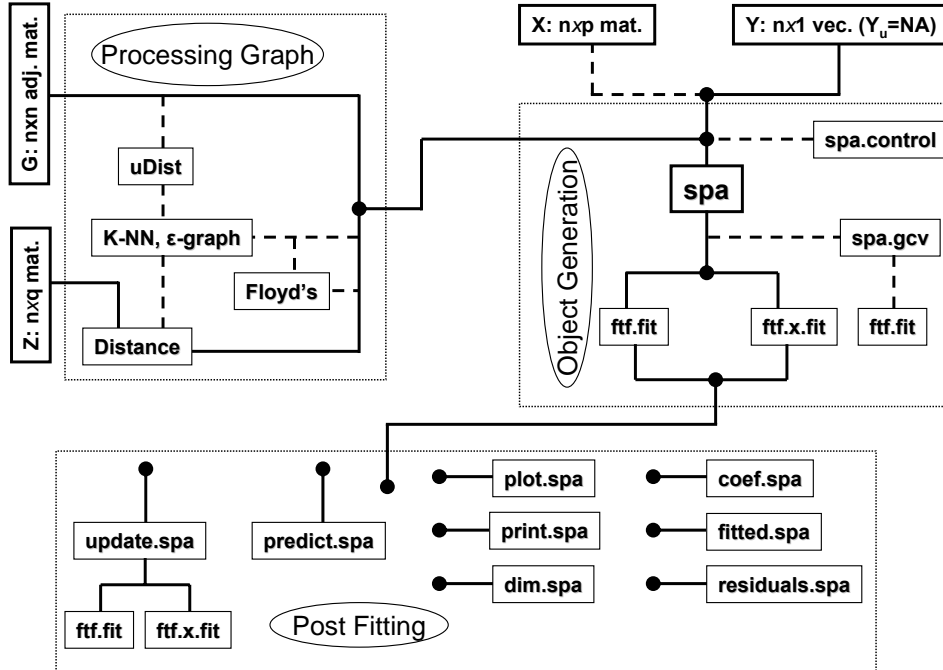 X: nxp mat.
Y: nx1 vec. (Yu=NA)
Processing Graph
G: nxn adj. mat.
uDist
K-NN, ε-graph
Floyd's
Z: nxq mat.
Distance
spa.control
spa
Object Generation
spa.gcv
ftf.fit
ftf.x.fit
ftf.fit
plot.spa
coef.spa
update.spa
predict.spa
print.spa
fitted.spa
dim.spa
residuals.spa
ftf.fit
ftf.x.fit
Post Fitting